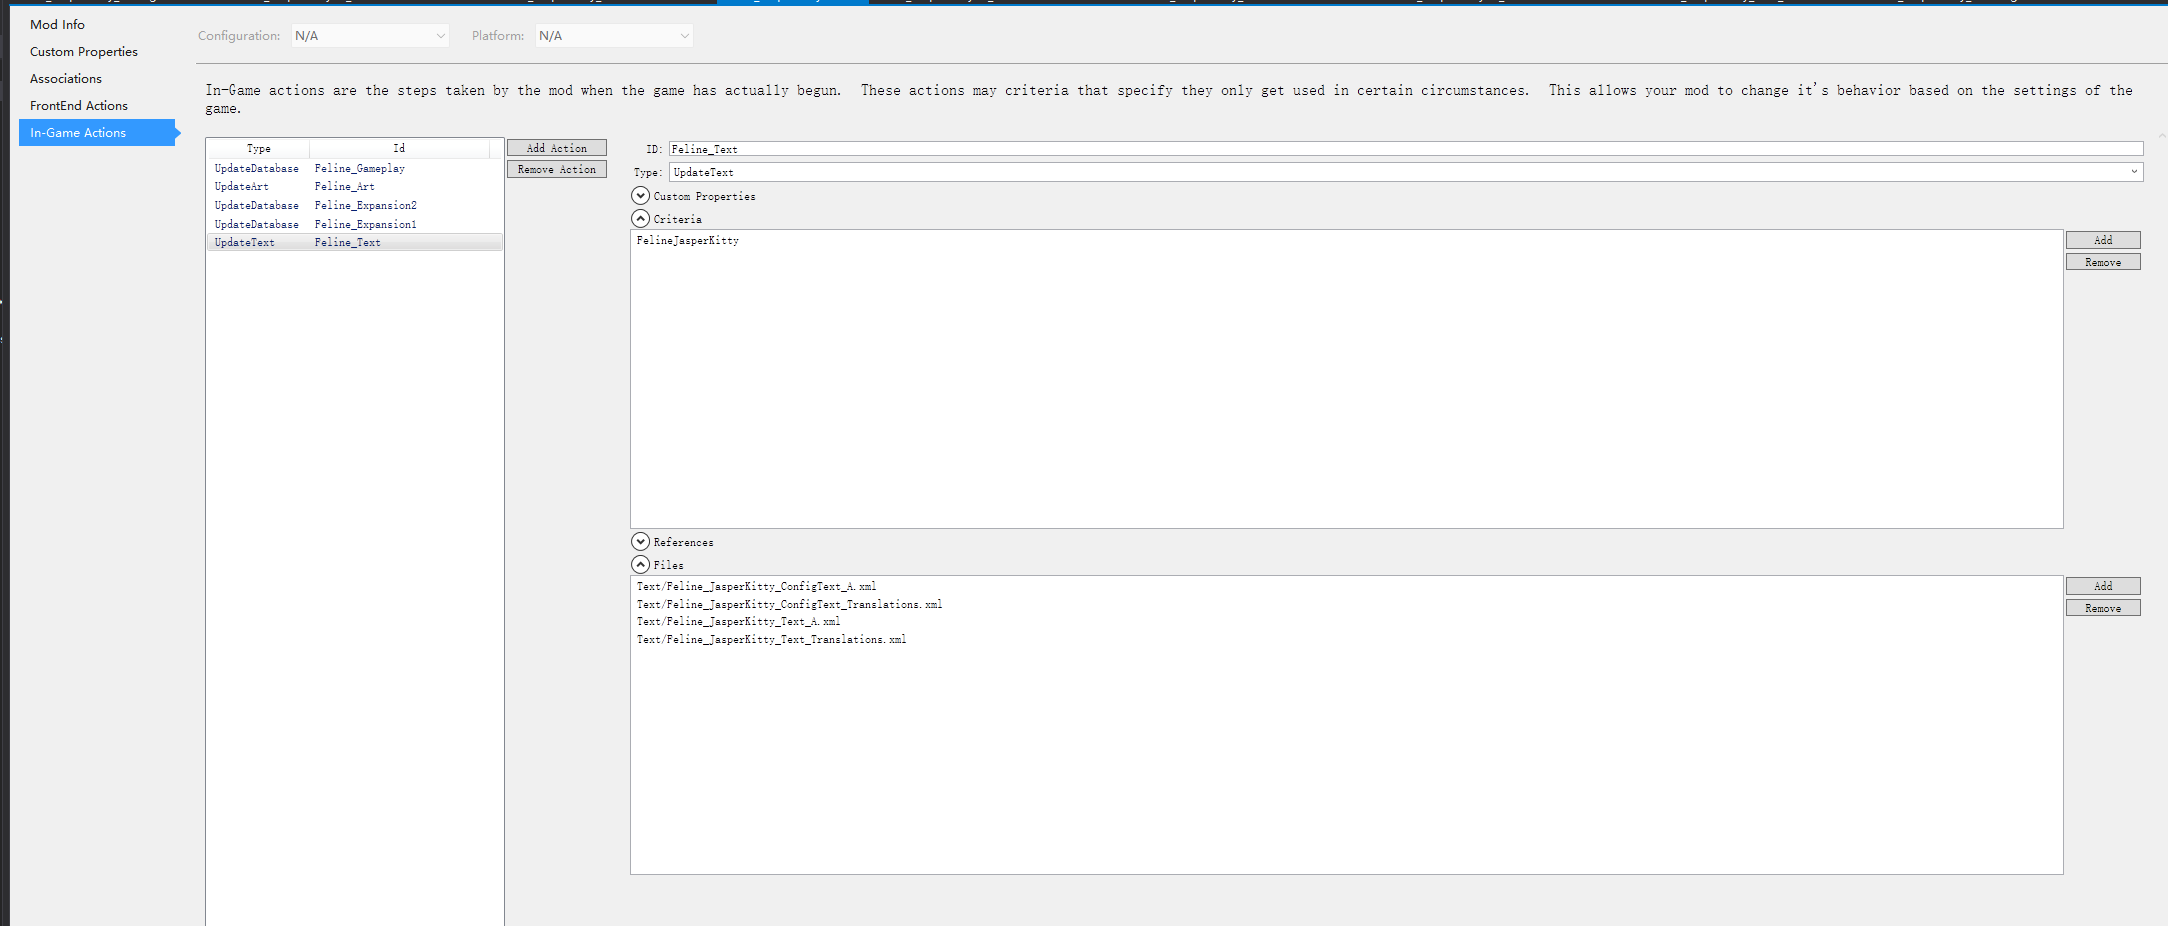 Mod Info
Custom Properties
Associations
FrontEnd Actions
In-Game Actions
Configuration: N/A Platform: N/A
In-Game actions are the steps taken by the mod when the game has actually begun. These actions may criteria that specify they only get used in certain circumstances. This allows your mod to change it's behavior based on the settings of the
game.
Type Id
UpdateDatabase Feline_Gameplay
UpdateArt Feline_Art
UpdateDatabase Feline_Expansion2
UpdateDatabase Feline_Expansion1
UpdateText Feline_Text
Add Action
Remove Action
ID: Feline_Text
Type: UpdateText
Custom Properties
Criteria
FelineJasperKitty
Add
Remove
References
Files
Text/Feline_JasperKitty_ConfigText_A.xml
Text/Feline_JasperKitty_ConfigText_Translations.xml
Text/Feline_JasperKitty_Text_A.xml
Text/Feline_JasperKitty_Text_Translations.xml
Add
Remove